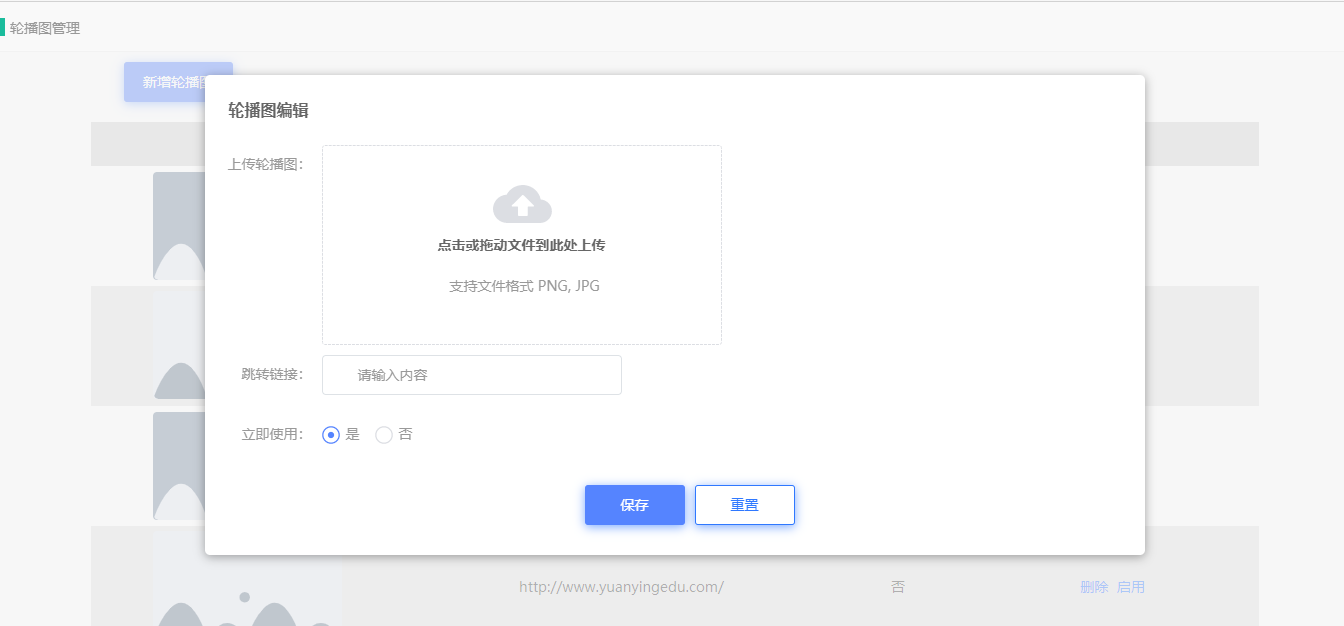 轮播图管理
新增轮播图
轮播图编辑
上传轮播图：
点击或拖动文件到此处上传
支持文件格式 PNG, JPG
跳转链接：
请输入内容
立即使用：
是
否
保存
重置
http://www.yuanyingedu.com/
否
删除 启用